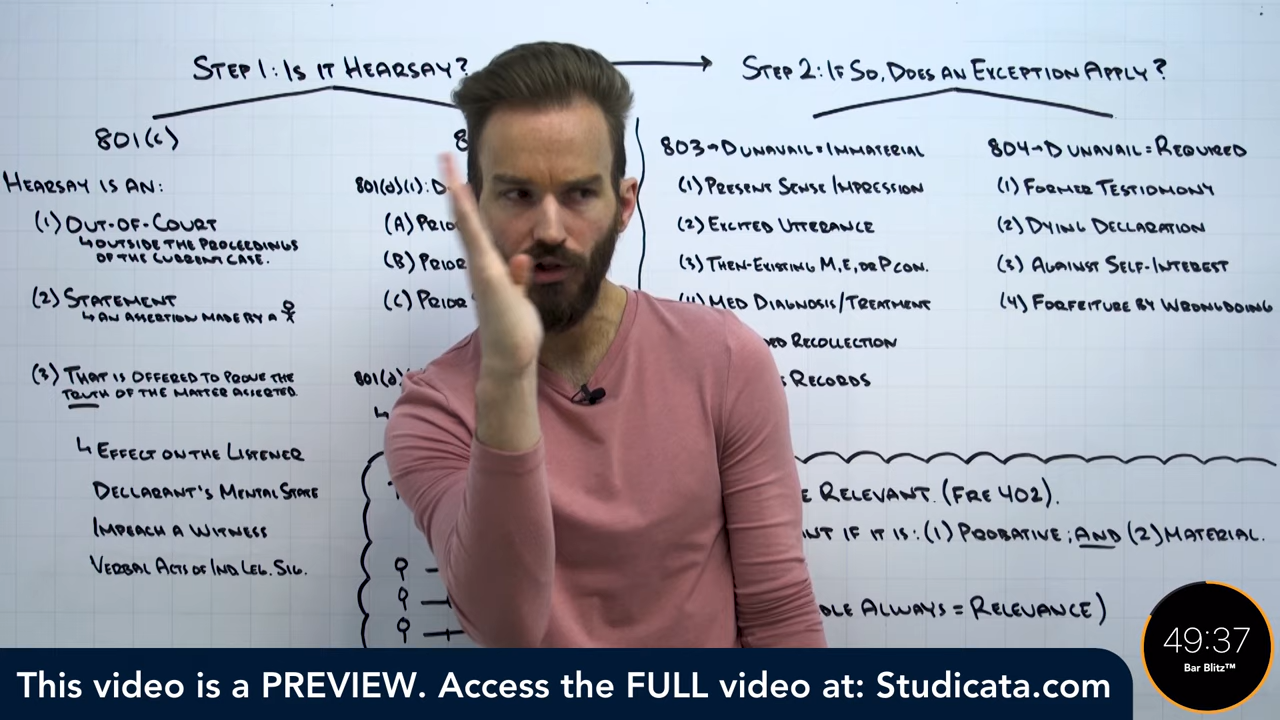 STEP 1: IS IT HEARSAY?
STEP 2: IF SO, DOES AN EXCEPTION APPLY?
801(c)
HEARSAY IS AN:
(1) OUT-OF-COURT
↳ OUTSIDE THE PROCEEDINGS
OF THE CURRENT CASE.
(2) STATEMENT
↳ AN ASSERTION MADE BY A
(3) THAT IS OFFERED TO PROVE THE
TRUTH OF THE MATTER ASSERTED.
↳ EFFECT ON THE LISTENER
DECLARANT'S MENTAL STATE
IMPEACH A WITNESS
VERBAL ACTS OF IND LEG. SIG.
8
801(d)(1): D
(A) PRIO
(B) PRIOR
(C) PRIOR
801(d)
803→D UNAVAIL=IMMATERIAL
(1) PRESENT SENSE IMPRESSION
(2) EXCITED UTTERANCE
(3) THEN-EXISTING M, E, OR P CON.
(4) MED DIAGNOSIS/TREATMENT
RECOLLECTION
RECORDS
804→D UNAVAIL=REQUIRED
(1) FORMER TESTIOMONY
(2) DYING DECLARATION
(3) AGAINST SELF-INTEREST
(4) FORFEITURE BY WRONGDOING
E RELEVANT. (FRE 402).
NT IF IT IS: (1) PROBATIVE; AND (2) MATERIAL.
DLE ALWAYS = RELEVANCE)
49:37
Bar Blitz™
This video is a PREVIEW. Access the FULL video at: Studicata.com